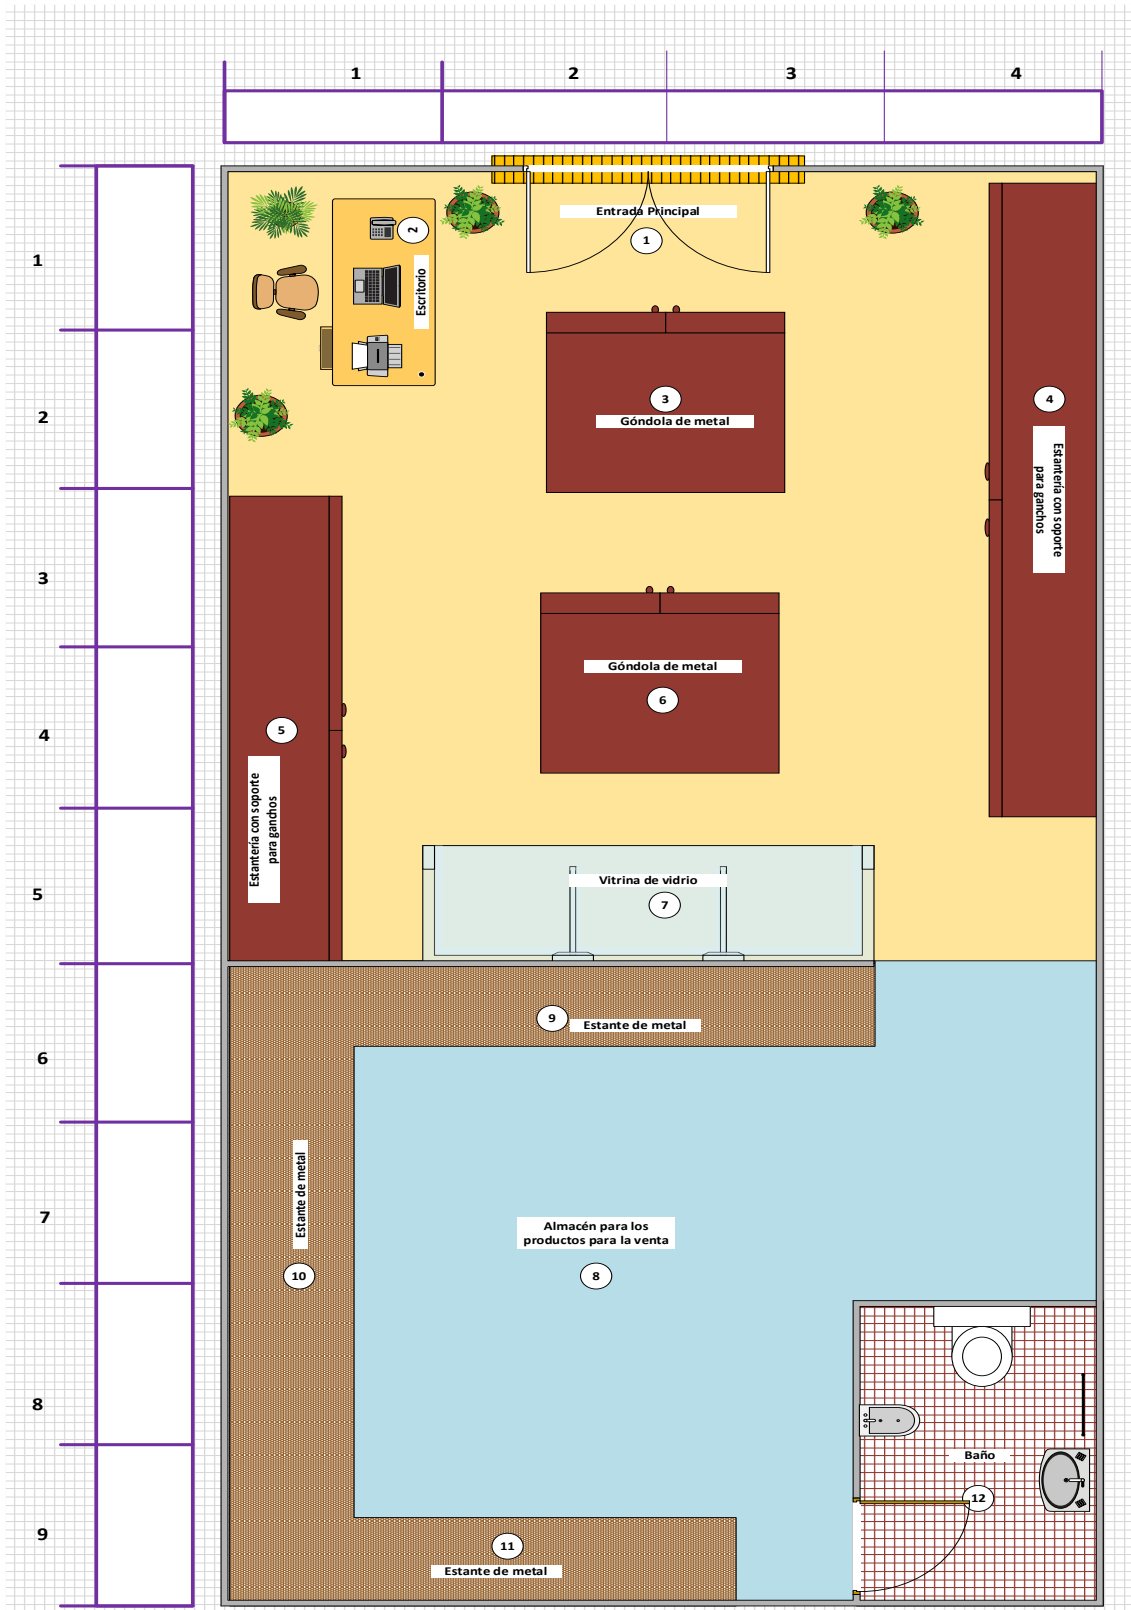 1
2
3
4
1
2
3
4
5
6
7
8
9
Entrada Principal
1
2
Escritorio
3
Góndola de metal
4
Estantería con soporte
para ganchos
Góndola de metal
6
5
Estantería con soporte
para ganchos
Vitrina de vidrio
7
9
Estante de metal
Estante de metal
10
Almacén para los
productos para la venta
8
Baño
12
11
Estante de metal